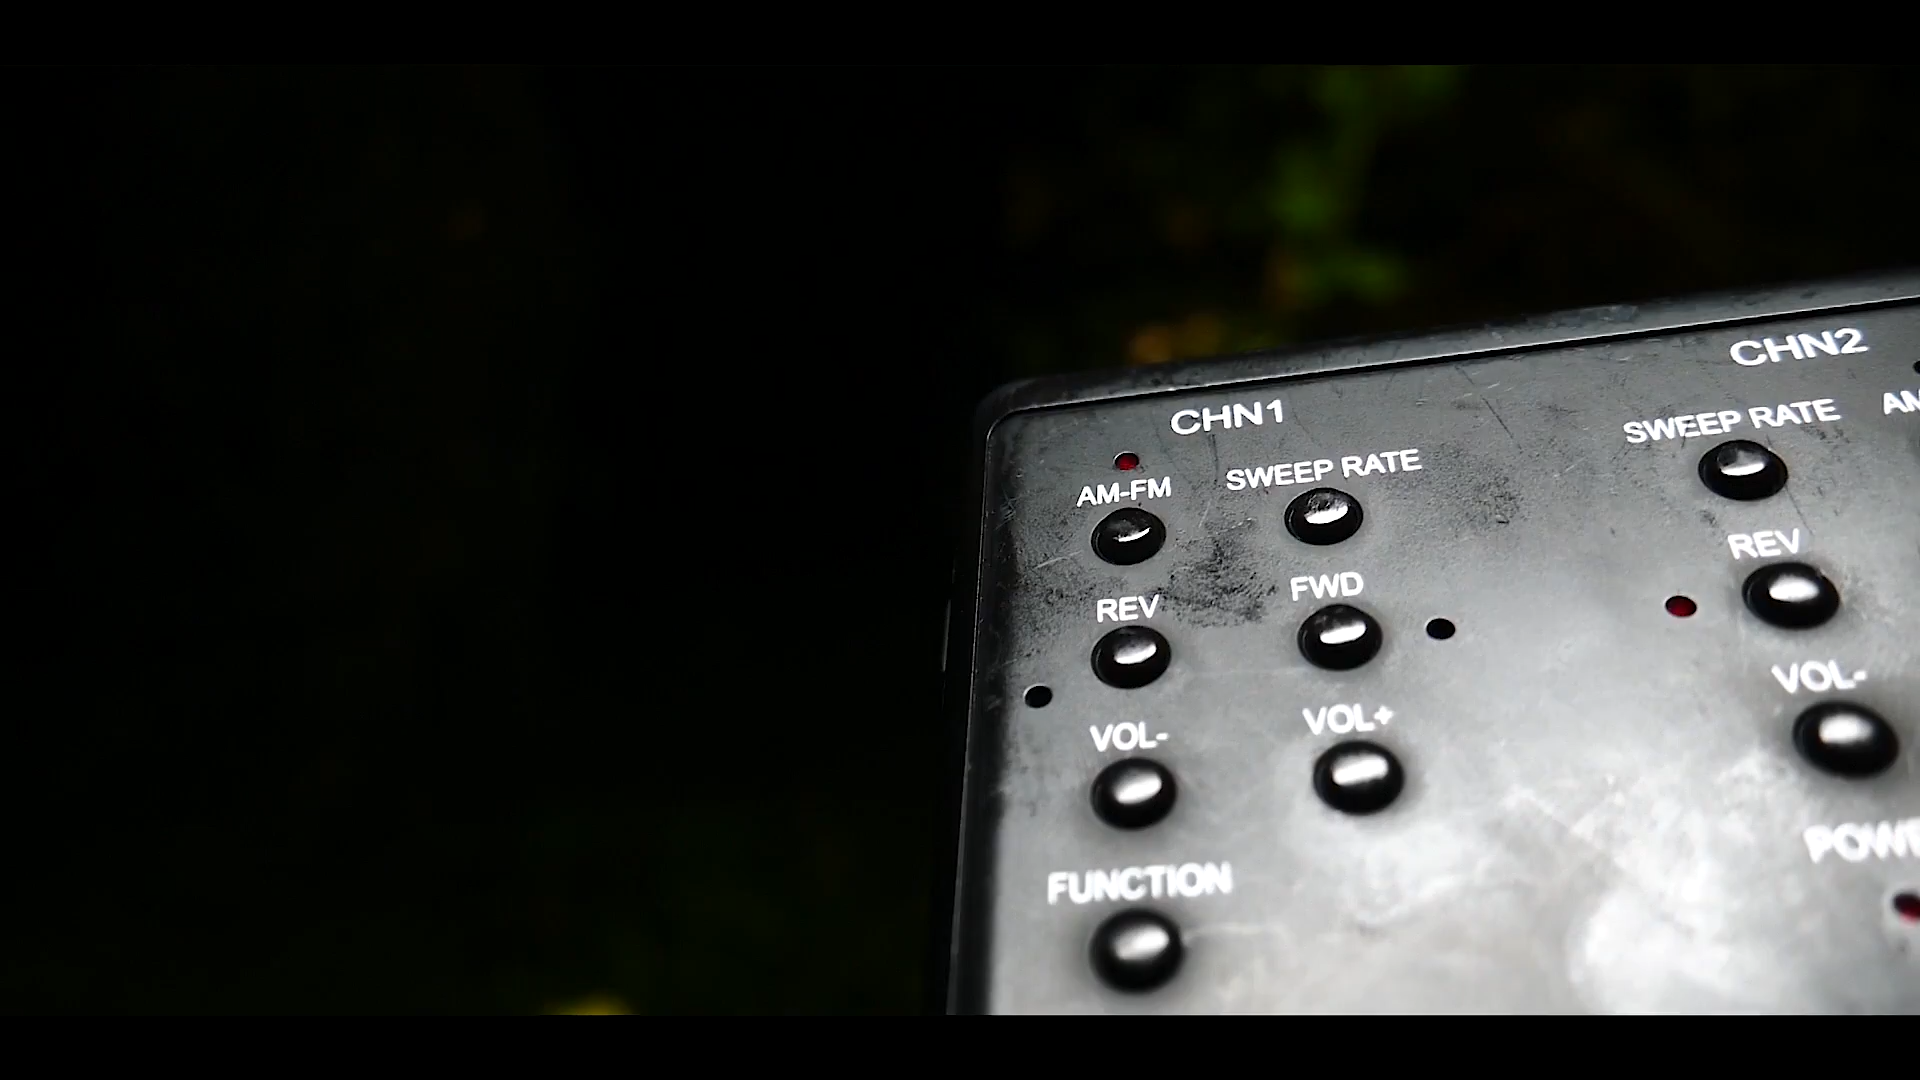 CHN1
AM-FM
SWEEP RATE
REV
FWD
VOL-
VOL+
FUNCTION
CHN2
SWEEP RATE
REV
VOL-